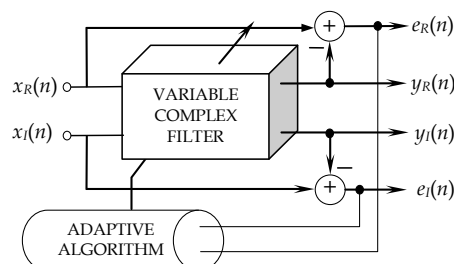 +
e_R(n)
–
x_R(n)
y_R(n)
VARIABLE
COMPLEX
FILTER
x_I(n)
y_I(n)
–
+
e_I(n)
ADAPTIVE
ALGORITHM